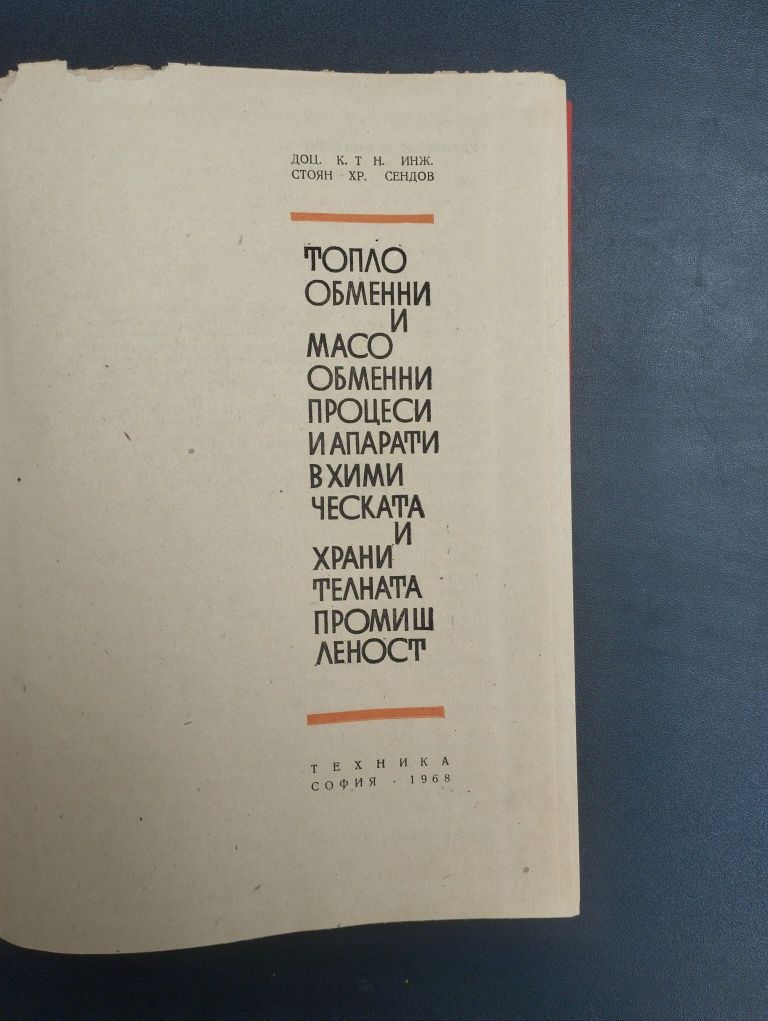 ДОЦ. К. Т Н. ИНЖ.
СТОЯН ХР. СЕНДОВ
ТОПЛО
ОБМЕННИ
И
МАСО
ОБМЕННИ
ПРОЦЕСИ
И АПАРАТИ
В ХИМИ
ЧЕСКАТА
И
ХРАНИ
ТЕЛНАТА
ПРОМИШ
ЛЕНОСТ
ТЕХНИКА
СОФИЯ · 1968